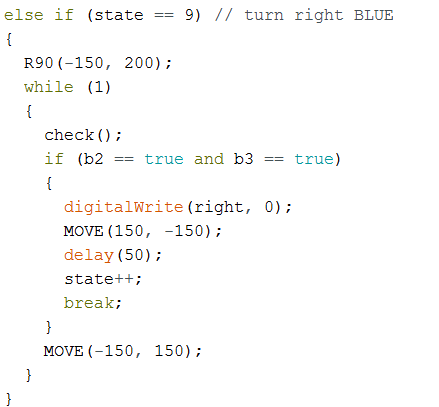 else if (state == 9) // turn right BLUE
{
  R90(-150, 200);
  while (1)
  {
    check();
    if (b2 == true and b3 == true)
    {
      digitalWrite(right, 0);
      MOVE(150, -150);
      delay(50);
      state++;
      break;
    }
    MOVE(-150, 150);
  }
}